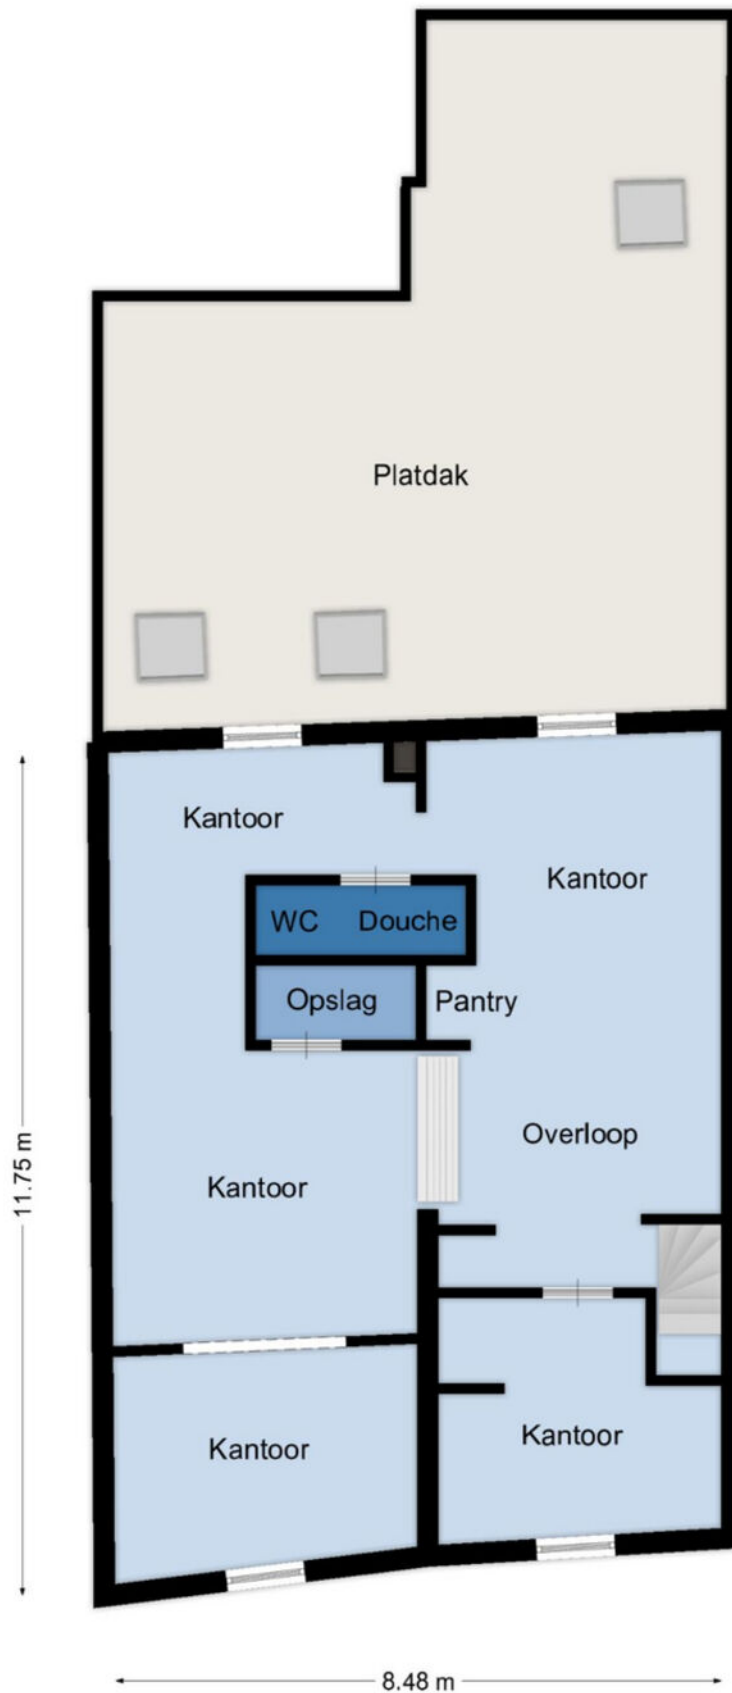 Platdak
Kantoor
Kantoor
WC Douche
Opslag
Pantry
Overloop
Kantoor
Kantoor
Kantoor
11.75 m
8.48 m